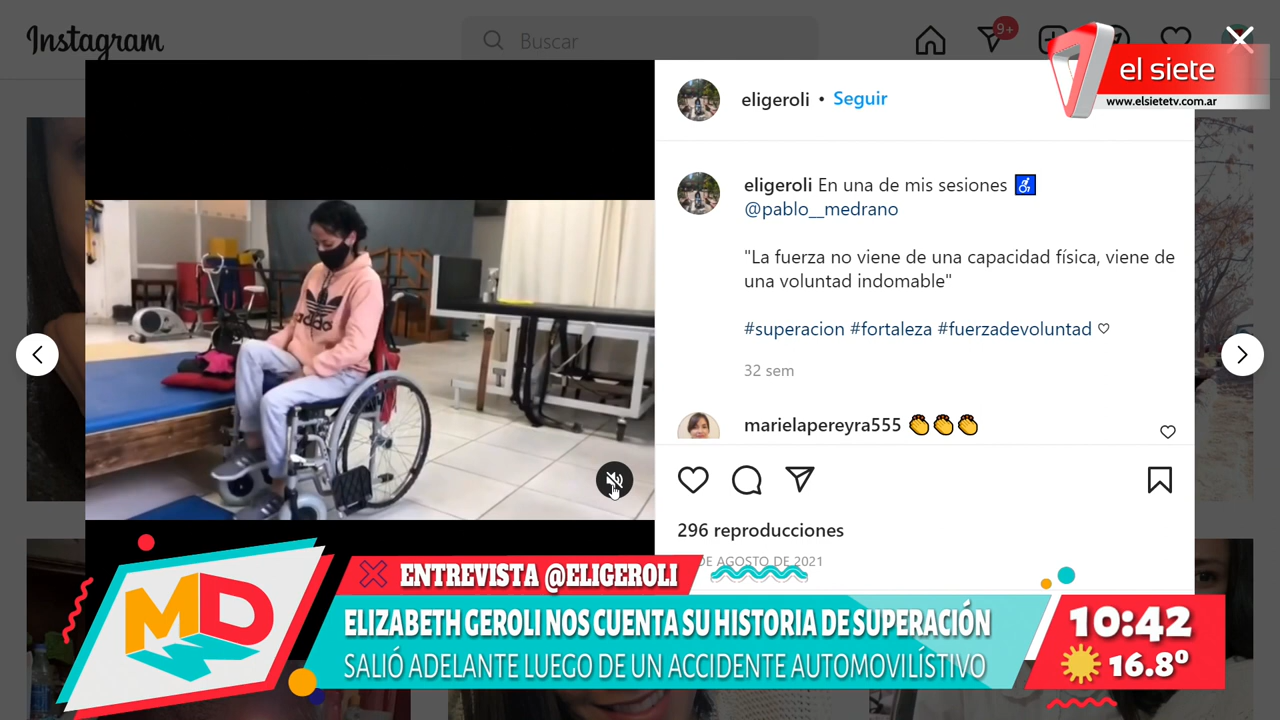 Instagram
Buscar
9+
el siete
www.elsietetv.com.ar
eligeroli • Seguir
eligeroli En una de mis sesiones ♿
@pablo__medrano
"La fuerza no viene de una capacidad física, viene de
una voluntad indomable"
#superacion #fortaleza #fuerzadevoluntad ♡
32 sem
adidas
marielapereyra555 👏👏👏
296 reproducciones
DE AGOSTO DE 2021
MD
ENTREVISTA @ELIGEROLI
ELIZABETH GEROLI NOS CUENTA SU HISTORIA DE SUPERACIÓN
SALIÓ ADELANTE LUEGO DE UN ACCIDENTE AUTOMOVILÍSTIVO
10:42
16.8º